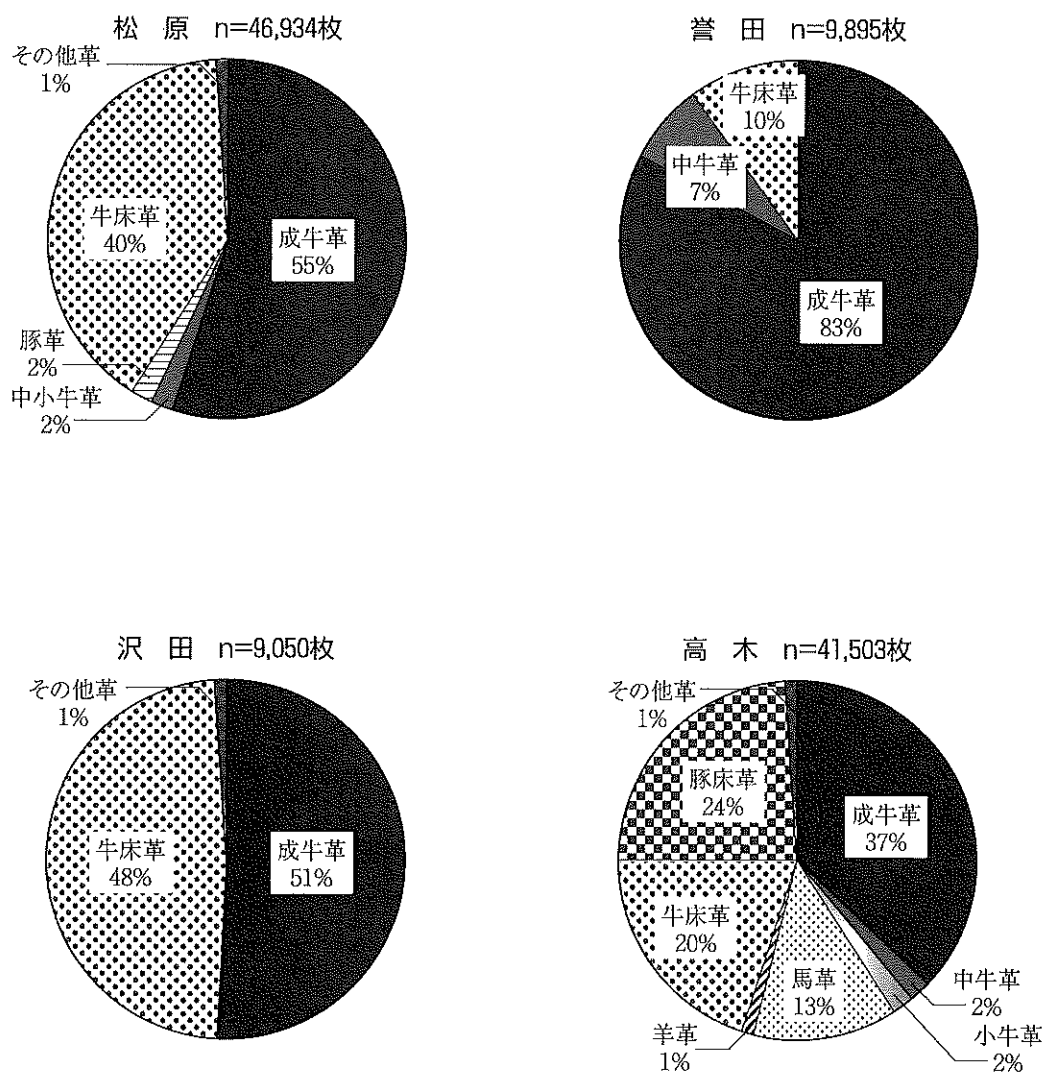 松 原 n=46,934枚
その他革
1%
牛床革
40%
成牛革
55%
豚革
2%
中小牛革
2%
誉 田 n=9,895枚
牛床革
10%
中牛革
7%
成牛革
83%
沢 田 n=9,050枚
その他革
1%
牛床革
48%
成牛革
51%
高 木 n=41,503枚
その他革
1%
豚床革
24%
成牛革
37%
牛床革
20%
馬革
13%
中牛革
2%
小牛革
2%
羊革
1%